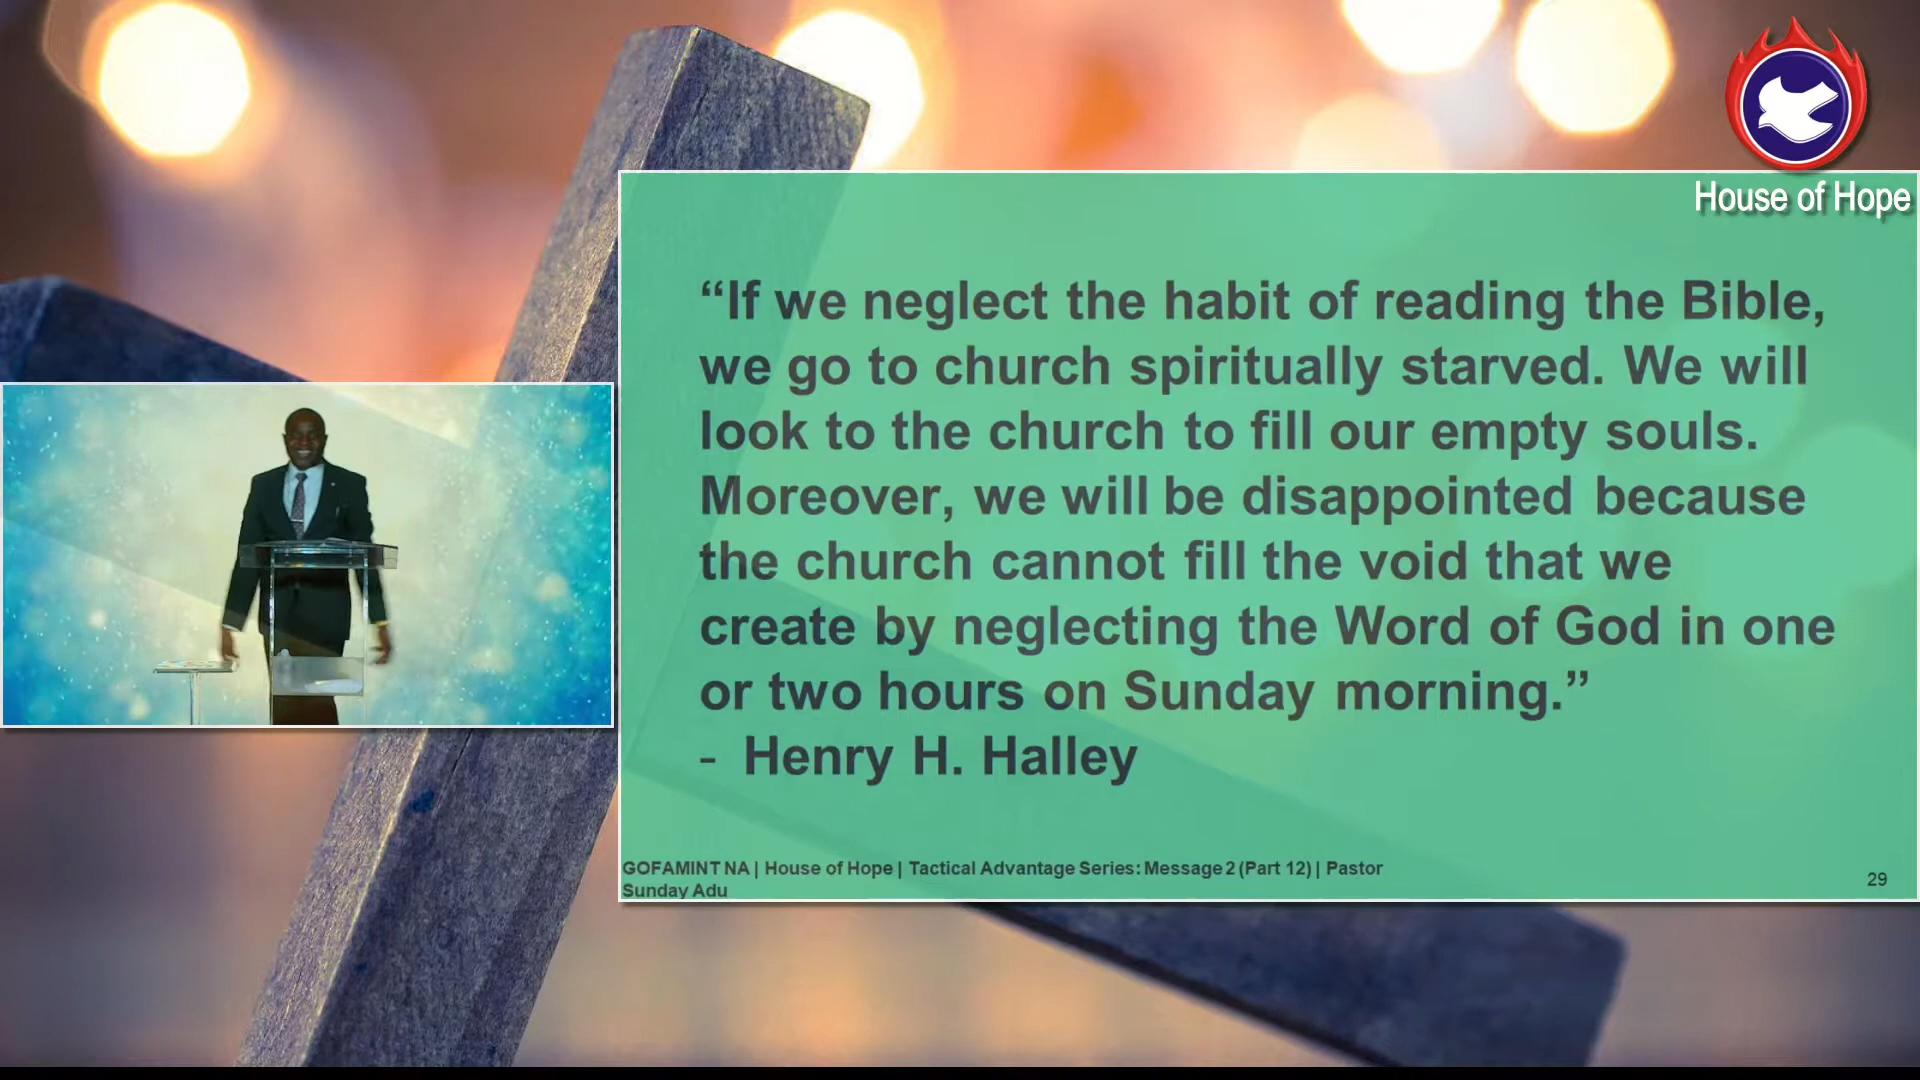 House of Hope
“If we neglect the habit of reading the Bible,
we go to church spiritually starved. We will
look to the church to fill our empty souls.
Moreover, we will be disappointed because
the church cannot fill the void that we
create by neglecting the Word of God in one
or two hours on Sunday morning.”
- Henry H. Halley
GOFAMINT NA | House of Hope | Tactical Advantage Series: Message 2 (Part 12) | Pastor
Sunday Adu
29